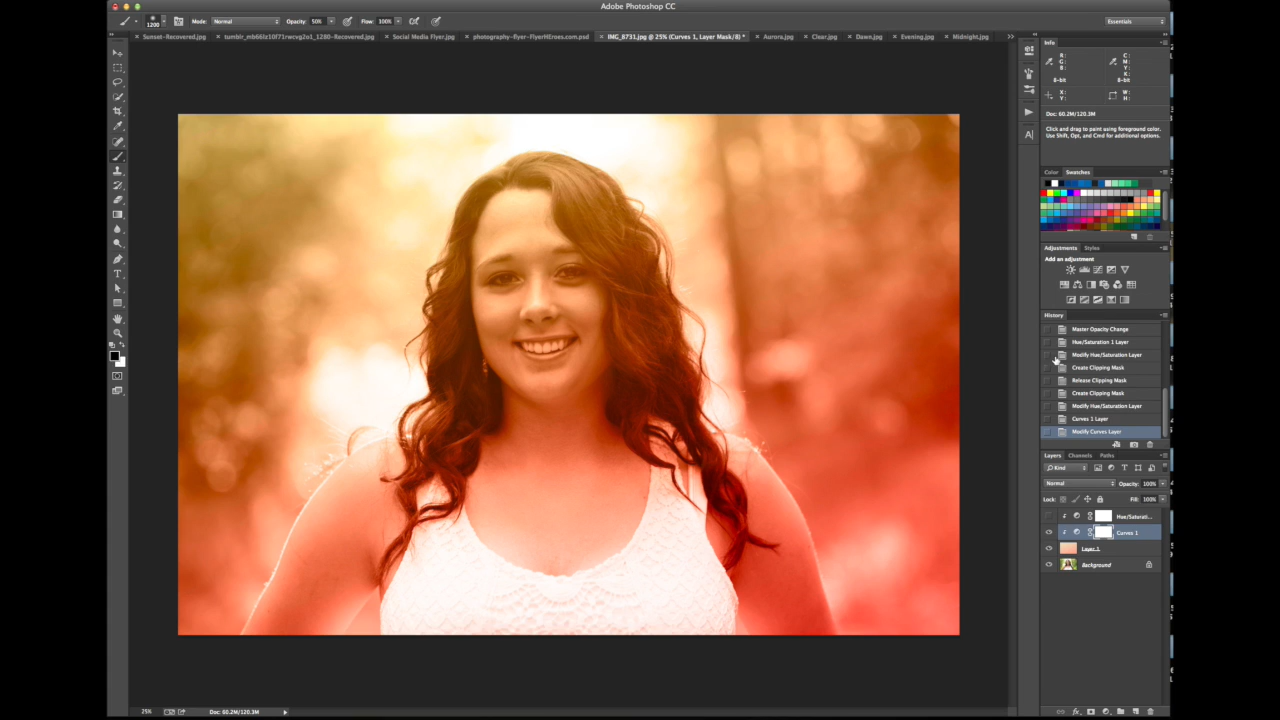 Adobe Photoshop CC
1200 Mode: Normal Opacity: 50% Flow: 100% Essentials
Sunset-Recovered.jpg tumblr_mb66lz10f71rwcvg2o1_1280-Recovered.jpg Social Media Flyer.jpg photography-flyer-FlyerHEroes.com.psd IMG_8731.jpg @ 25% (Curves 1, Layer Mask/8) * Aurora.jpg Clear.jpg Dawn.jpg Evening.jpg Midnight.jpg
Info
R: C:
G: M:
B: Y:
K:
8-bit 8-bit
X: W:
Y: H:
Doc: 60.2M/120.3M
Click and drag to paint using foreground color.
Use Shift, Opt, and Cmd for additional options.
Color Swatches
Adjustments Styles
Add an adjustment
History
Master Opacity Change
Hue/Saturation 1 Layer
Modify Hue/Saturation Layer
Create Clipping Mask
Release Clipping Mask
Create Clipping Mask
Modify Hue/Saturation Layer
Curves 1 Layer
Modify Curves Layer
Layers Channels Paths
Kind
Normal Opacity: 100%
Lock: Fill: 100%
Hue/Saturati...
Curves 1
Layer 1
Background
25% Doc: 60.2M/120.3M